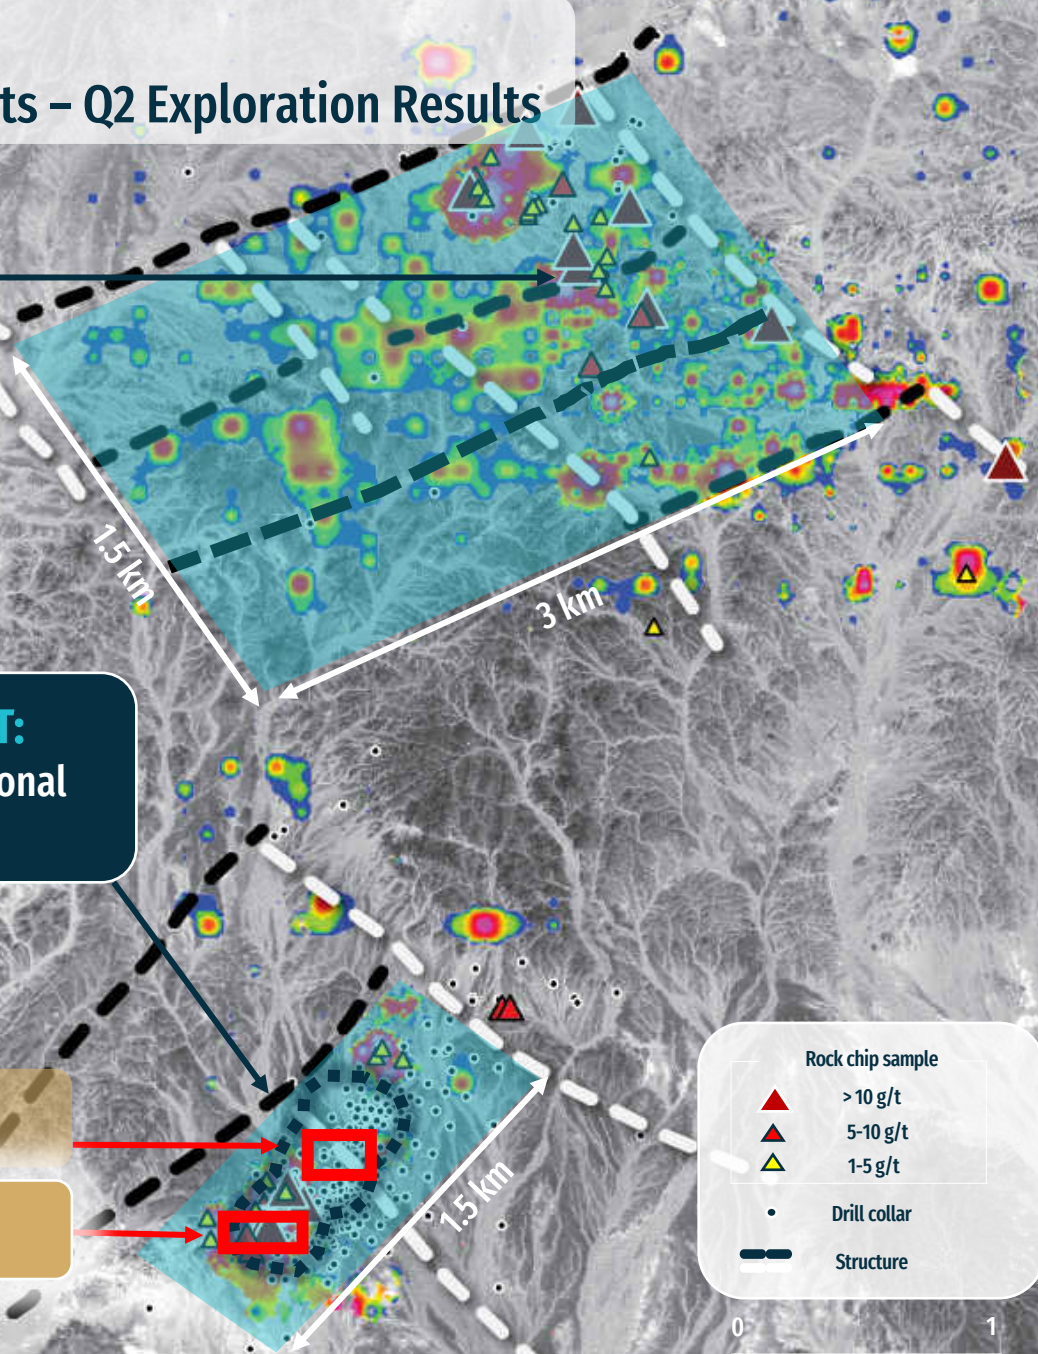 ts – Q2 Exploration Results
1.5 km
3 km
T:
onal
1.5 km
Rock chip sample
> 10 g/t
5-10 g/t
1-5 g/t
Drill collar
Structure
0 1